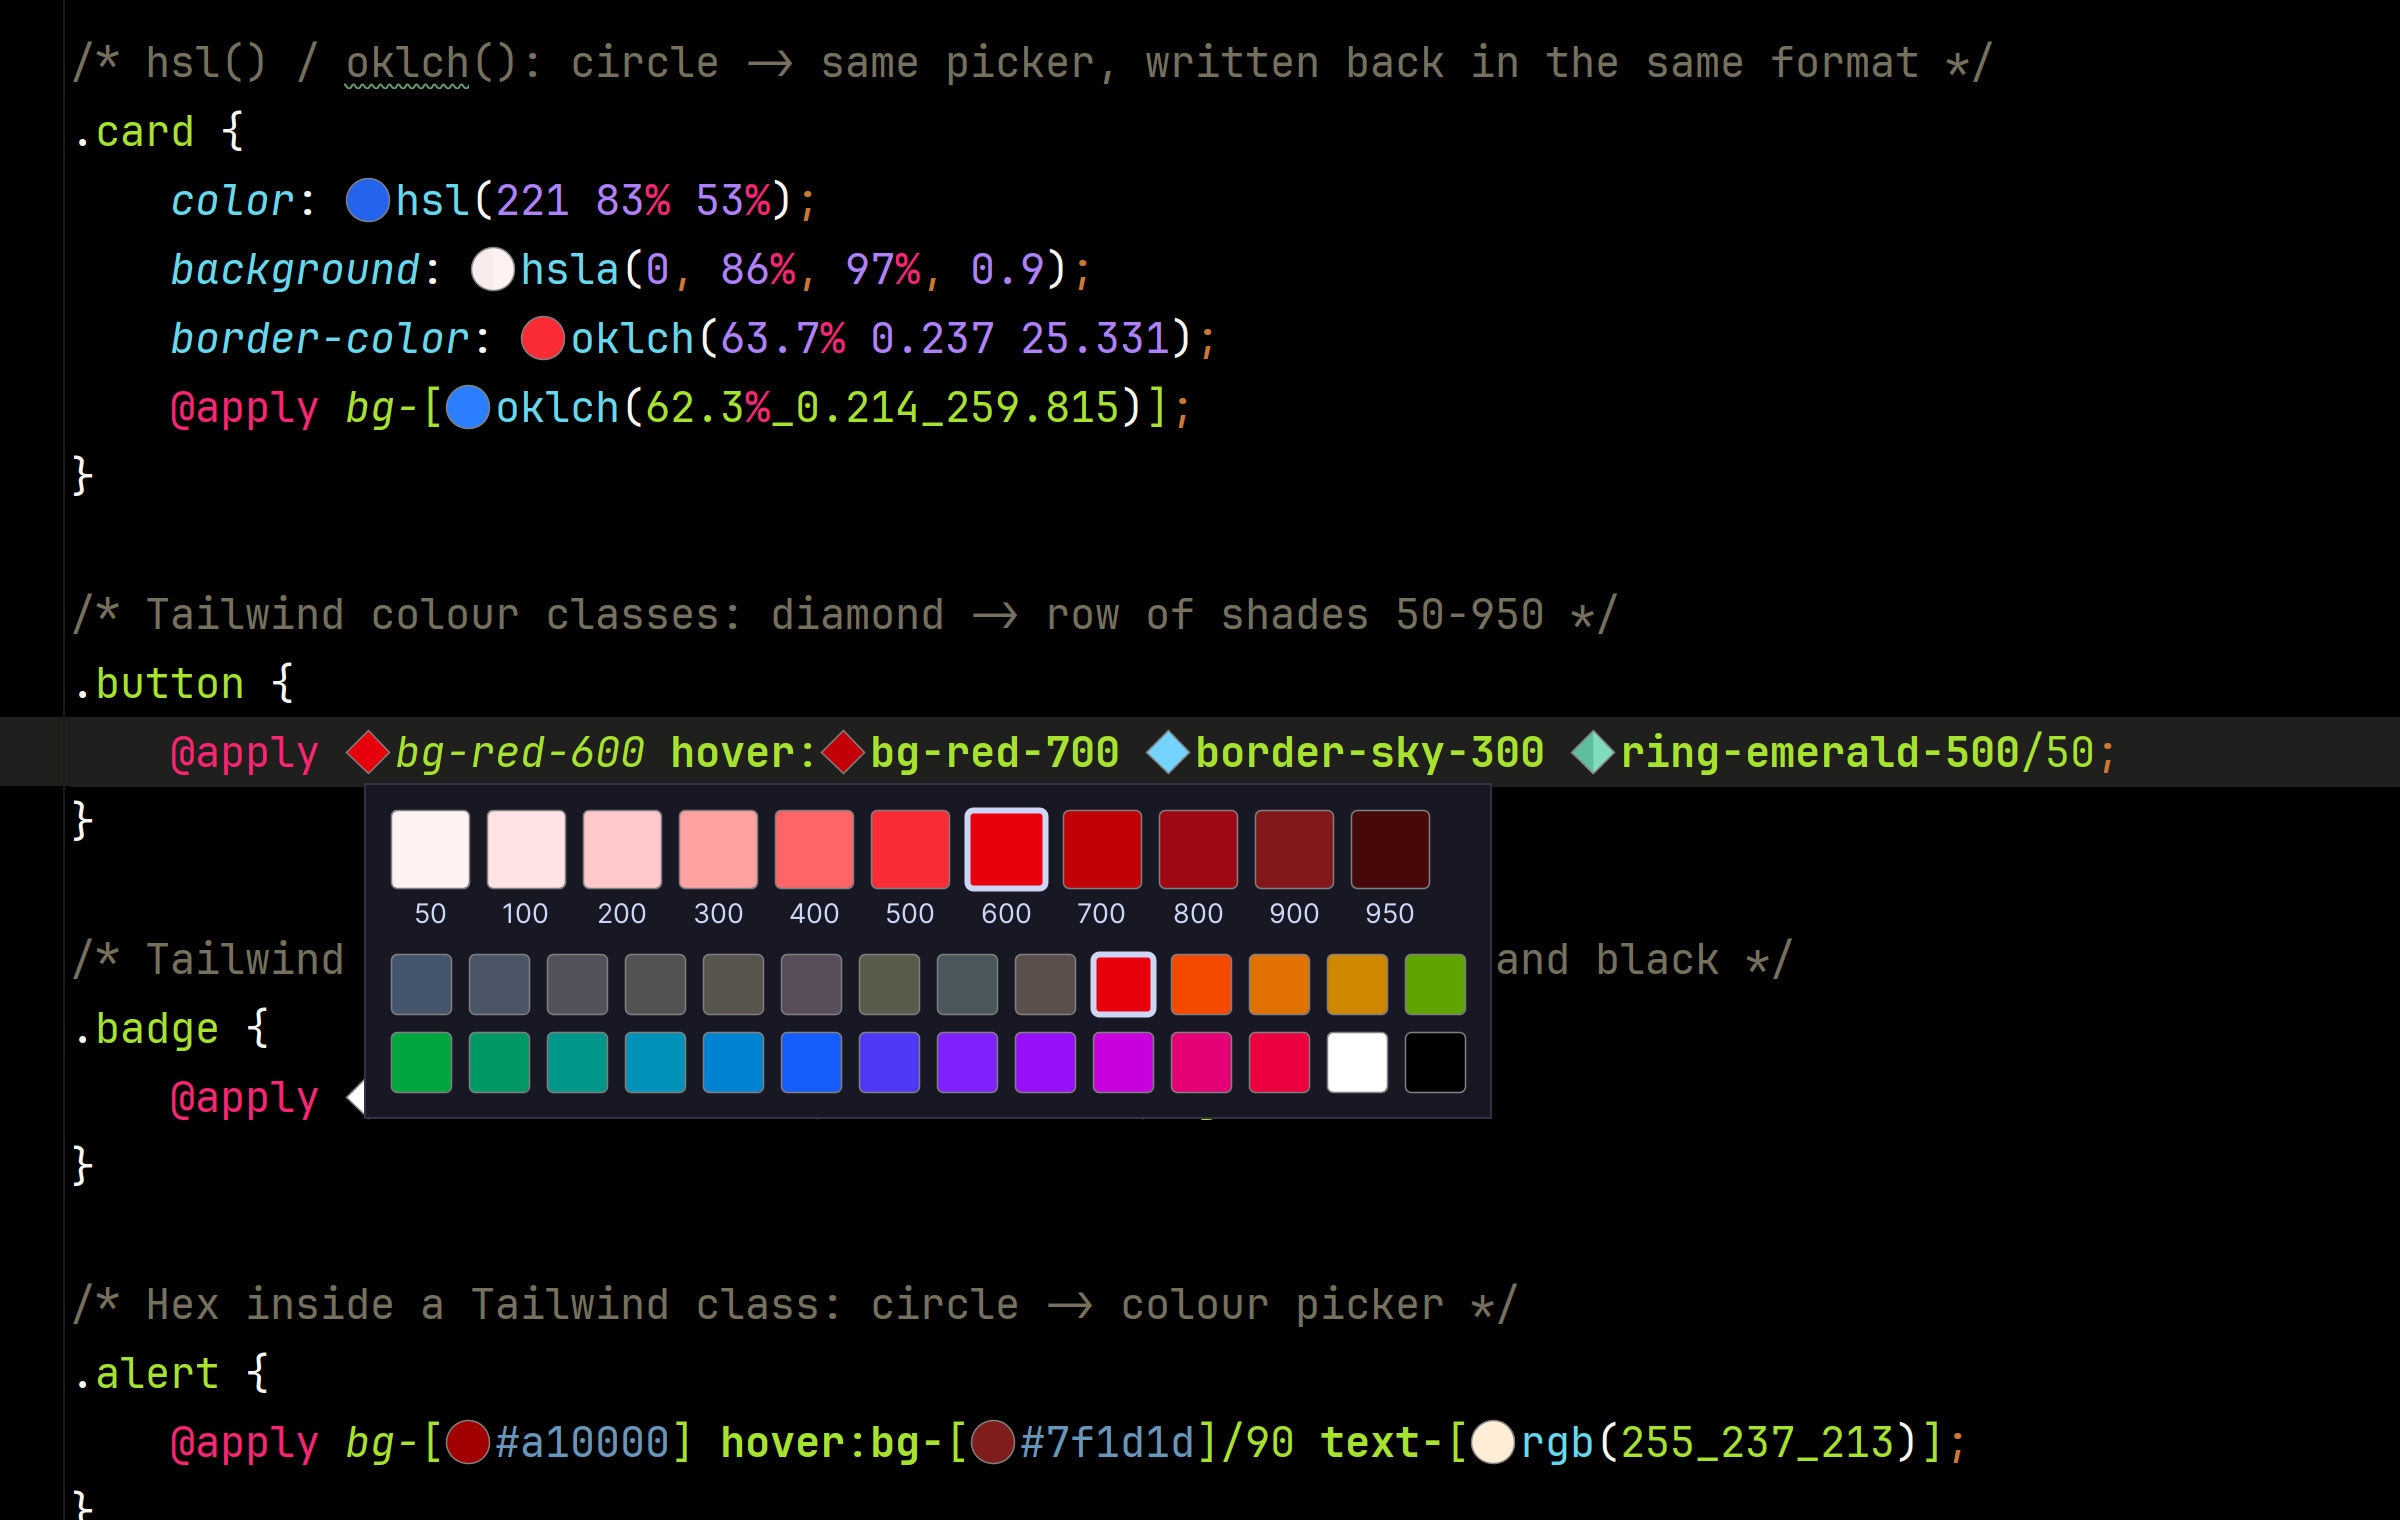 /* hsl() / oklch(): circle -> same picker, written back in the same format */
.card {
    color: hsl(221 83% 53%);
    background: hsla(0, 86%, 97%, 0.9);
    border-color: oklch(63.7% 0.237 25.331);
    @apply bg-[oklch(62.3%_0.214_259.815)];
}
/* Tailwind colour classes: diamond -> row of shades 50-950 */
.button {
    @apply bg-red-600 hover:bg-red-700 border-sky-300 ring-emerald-500/50;
}
50 100 200 300 400 500 600 700 800 900 950
/* Tailwind and black */
.badge {
    @apply
}
/* Hex inside a Tailwind class: circle -> colour picker */
.alert {
    @apply bg-[#a10000] hover:bg-[#7f1d1d]/90 text-[rgb(255_237_213)];
}